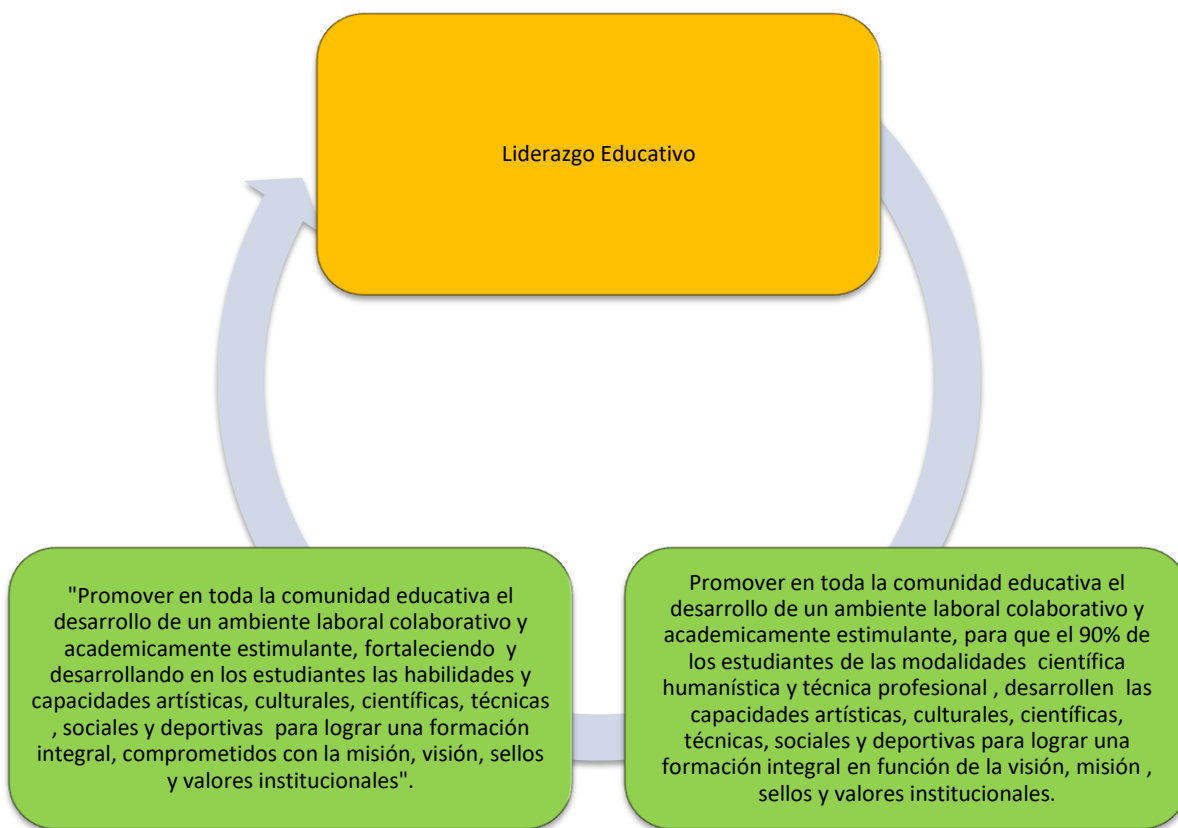 Liderazgo Educativo
"Promover en toda la comunidad educativa el
desarrollo de un ambiente laboral colaborativo y
academicamente estimulante, fortaleciendo y
desarrollando en los estudiantes las habilidades y
capacidades artísticas, culturales, científicas, técnicas
, sociales y deportivas para lograr una formación
integral, comprometidos con la misión, visión, sellos
y valores institucionales".
Promover en toda la comunidad educativa el
desarrollo de un ambiente laboral colaborativo y
academicamente estimulante, para que el 90% de
los estudiantes de las modalidades científica
humanística y técnica profesional , desarrollen las
capacidades artísticas, culturales, científicas,
técnicas, sociales y deportivas para lograr una
formación integral en función de la visión, misión ,
sellos y valores institucionales.